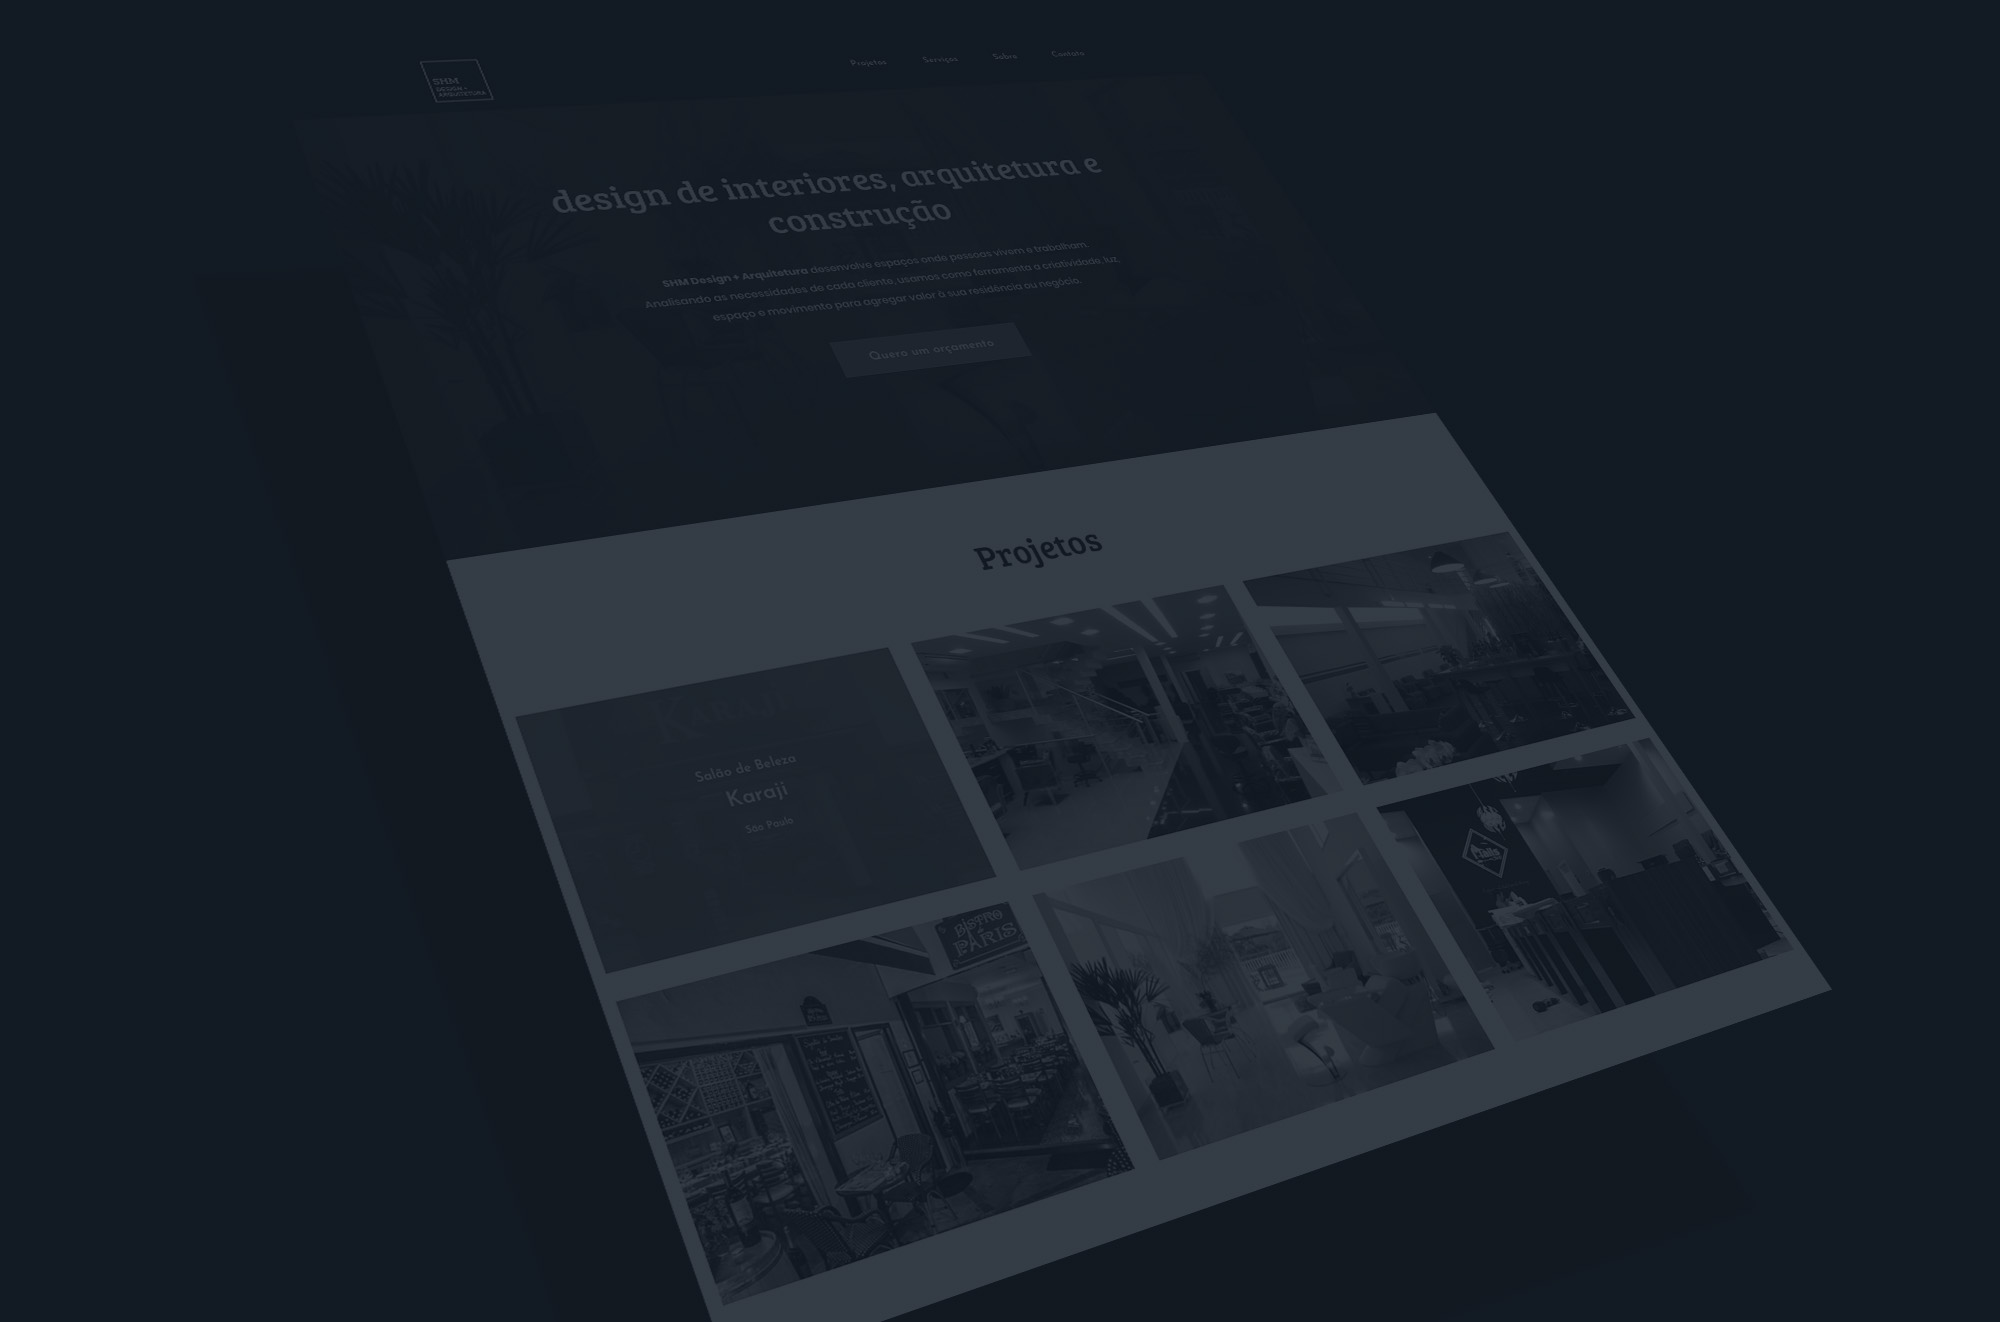 SHM
DESIGN +
ARQUITETURA
Projetos
Serviços
Sobre
Contato
design de interiores, arquitetura e
construção
SHM Design + Arquitetura desenvolve espaços onde pessoas vivem e trabalham.
Analisando as necessidades de cada cliente, usamos como ferramenta a criatividade, luz,
espaço e movimento para agregar valor à sua residência ou negócio.
Quero um orçamento
Projetos
KARAJI
Salão de Beleza
Karaji
São Paulo
BISTRO
PARIS